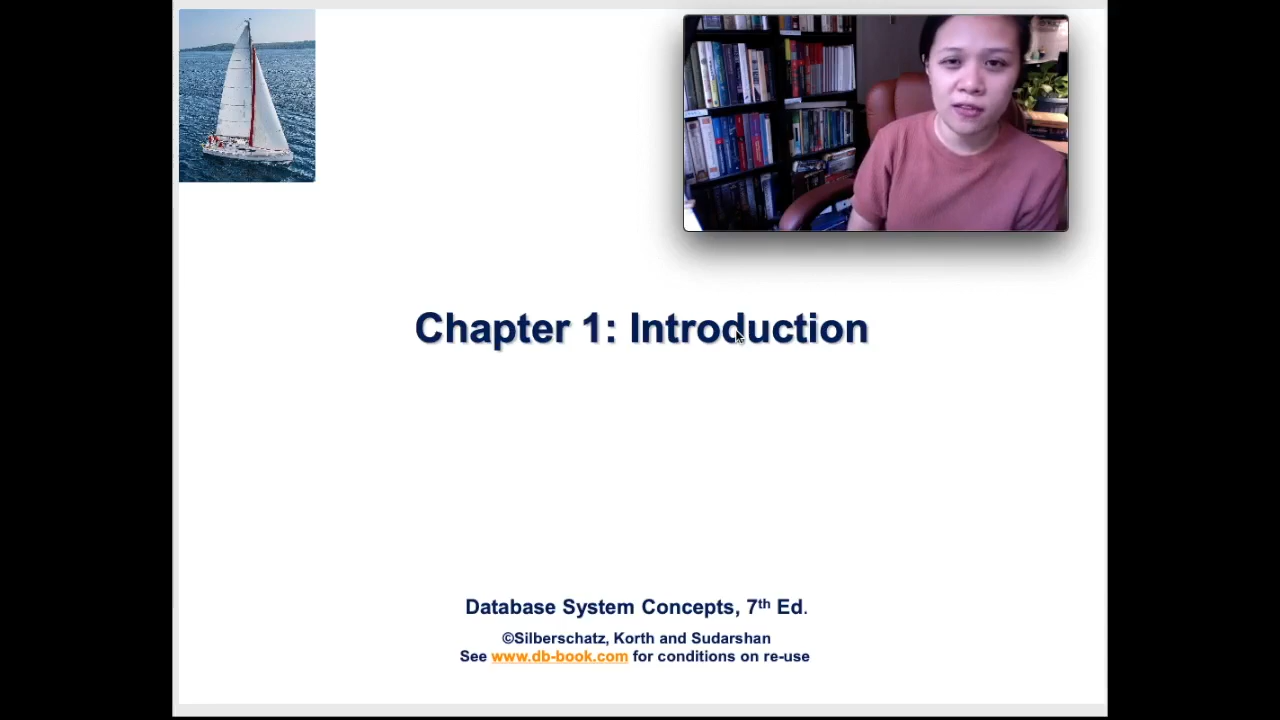 Chapter 1: Introduction
Database System Concepts, 7th Ed.
©Silberschatz, Korth and Sudarshan
See www.db-book.com for conditions on re-use